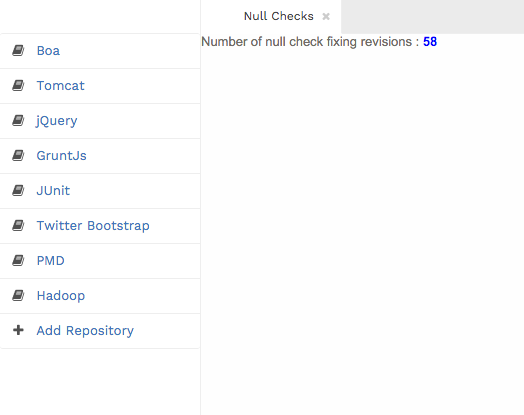 Null Checks ×
Number of null check fixing revisions : 58
Boa
Tomcat
jQuery
GruntJs
JUnit
Twitter Bootstrap
PMD
Hadoop
Add Repository